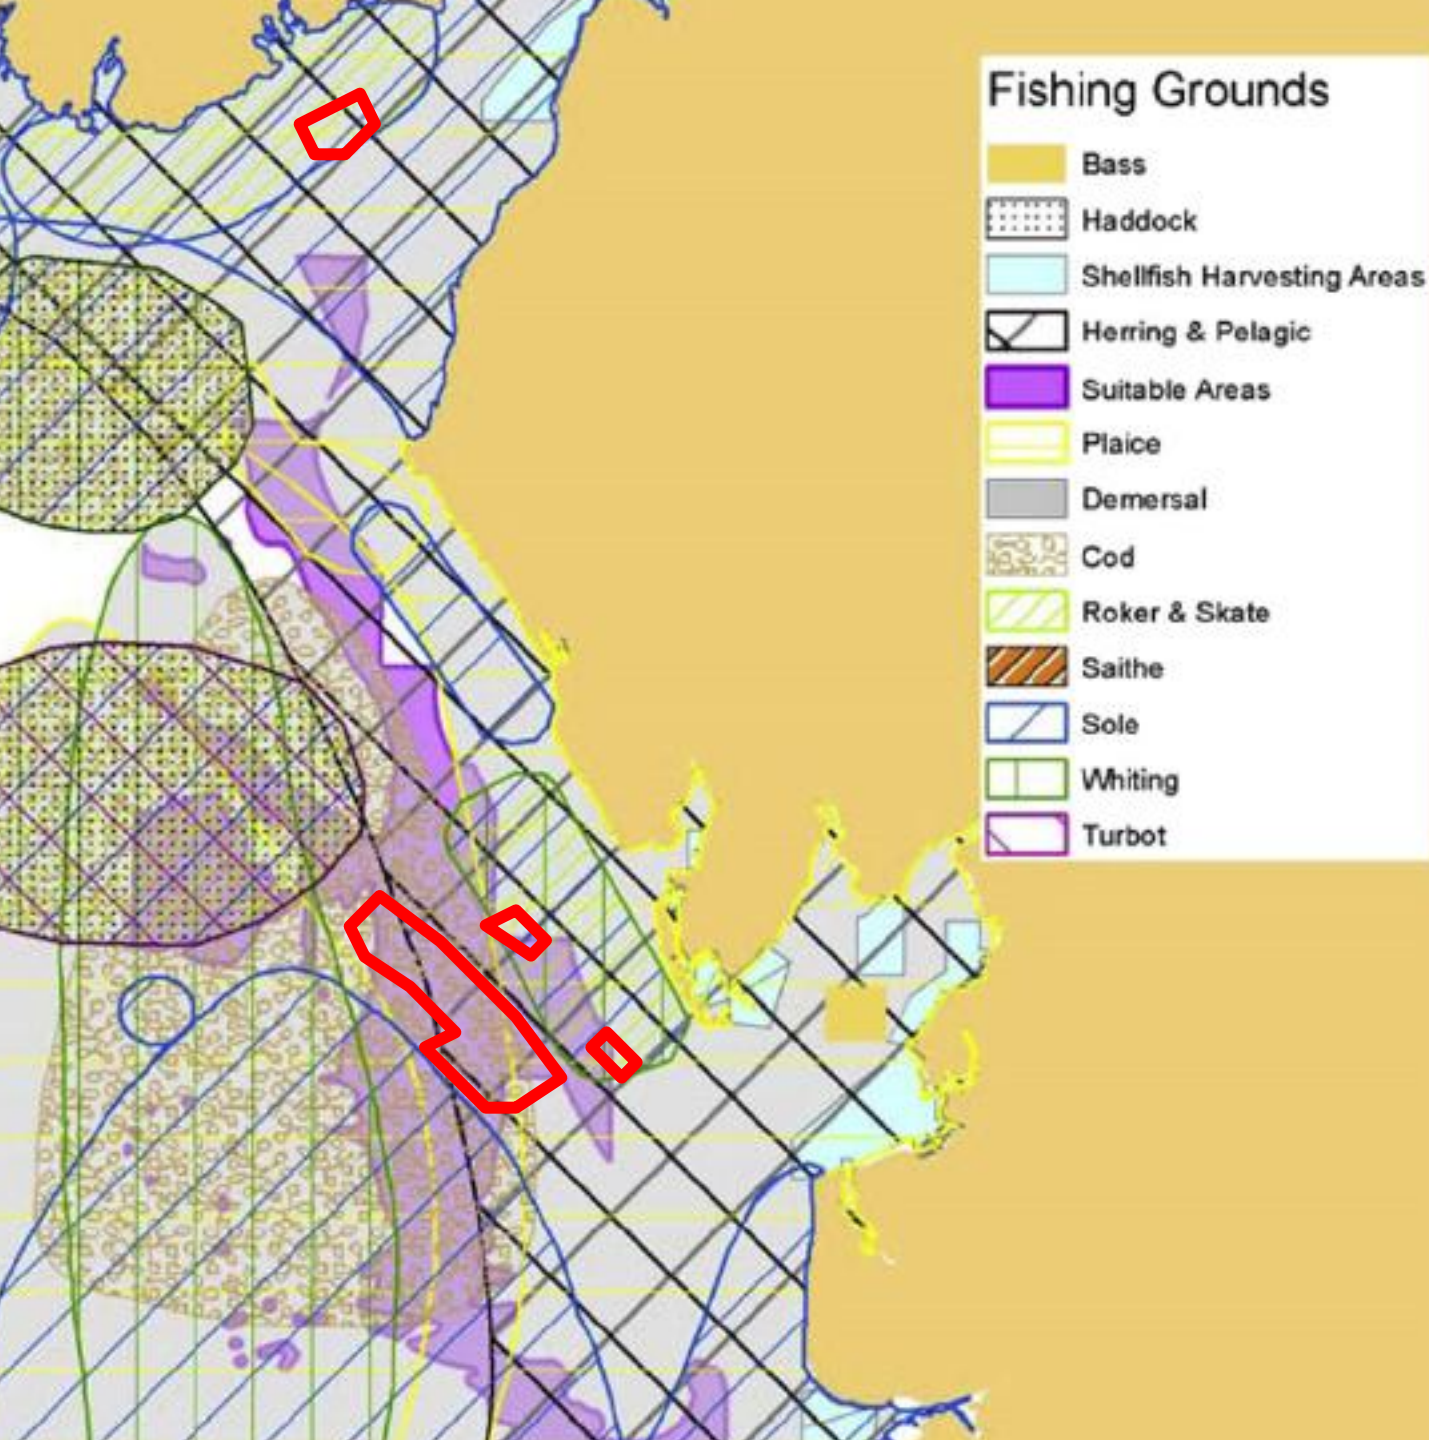 Fishing Grounds
Bass
Haddock
Shellfish Harvesting Areas
Herring & Pelagic
Suitable Areas
Plaice
Demersal
Cod
Roker & Skate
Saithe
Sole
Whiting
Turbot